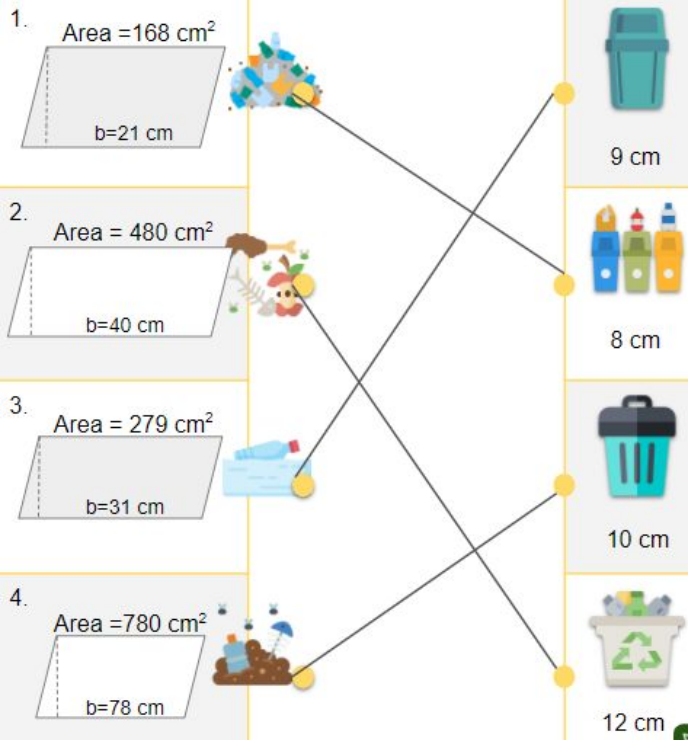 1.
Area =168 cm²
b=21 cm
9 cm
2.
Area = 480 cm²
b=40 cm
8 cm
3.
Area = 279 cm²
b=31 cm
10 cm
4.
Area =780 cm²
b=78 cm
12 cm